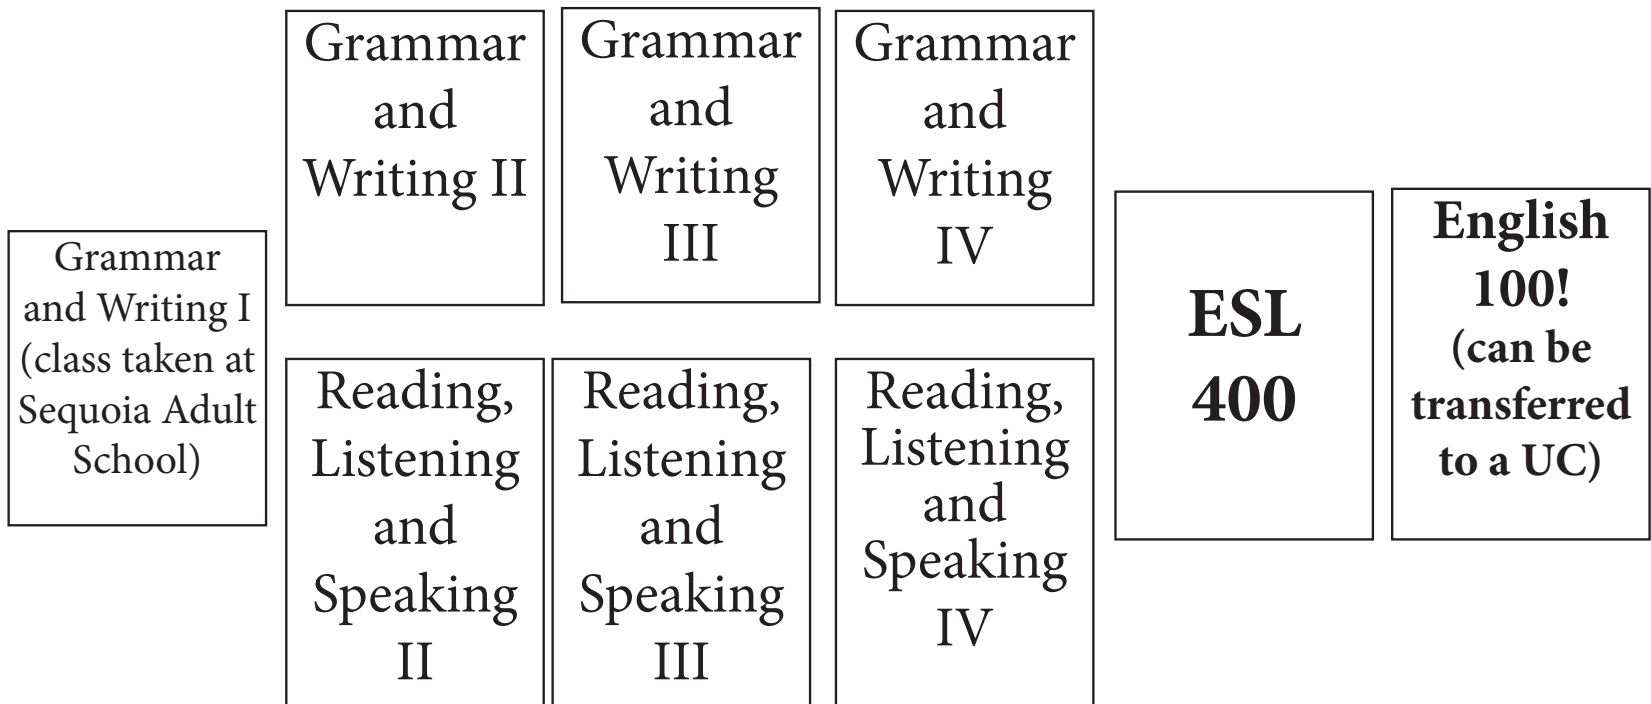 Grammar
and Writing I
(class taken at
Sequoia Adult
School)
Grammar
and
Writing II
Reading,
Listening
and
Speaking
II
Grammar
and
Writing
III
Reading,
Listening
and
Speaking
III
Grammar
and
Writing
IV
Reading,
Listening
and
Speaking
IV
ESL
400
English
100!
(can be
transferred
to a UC)